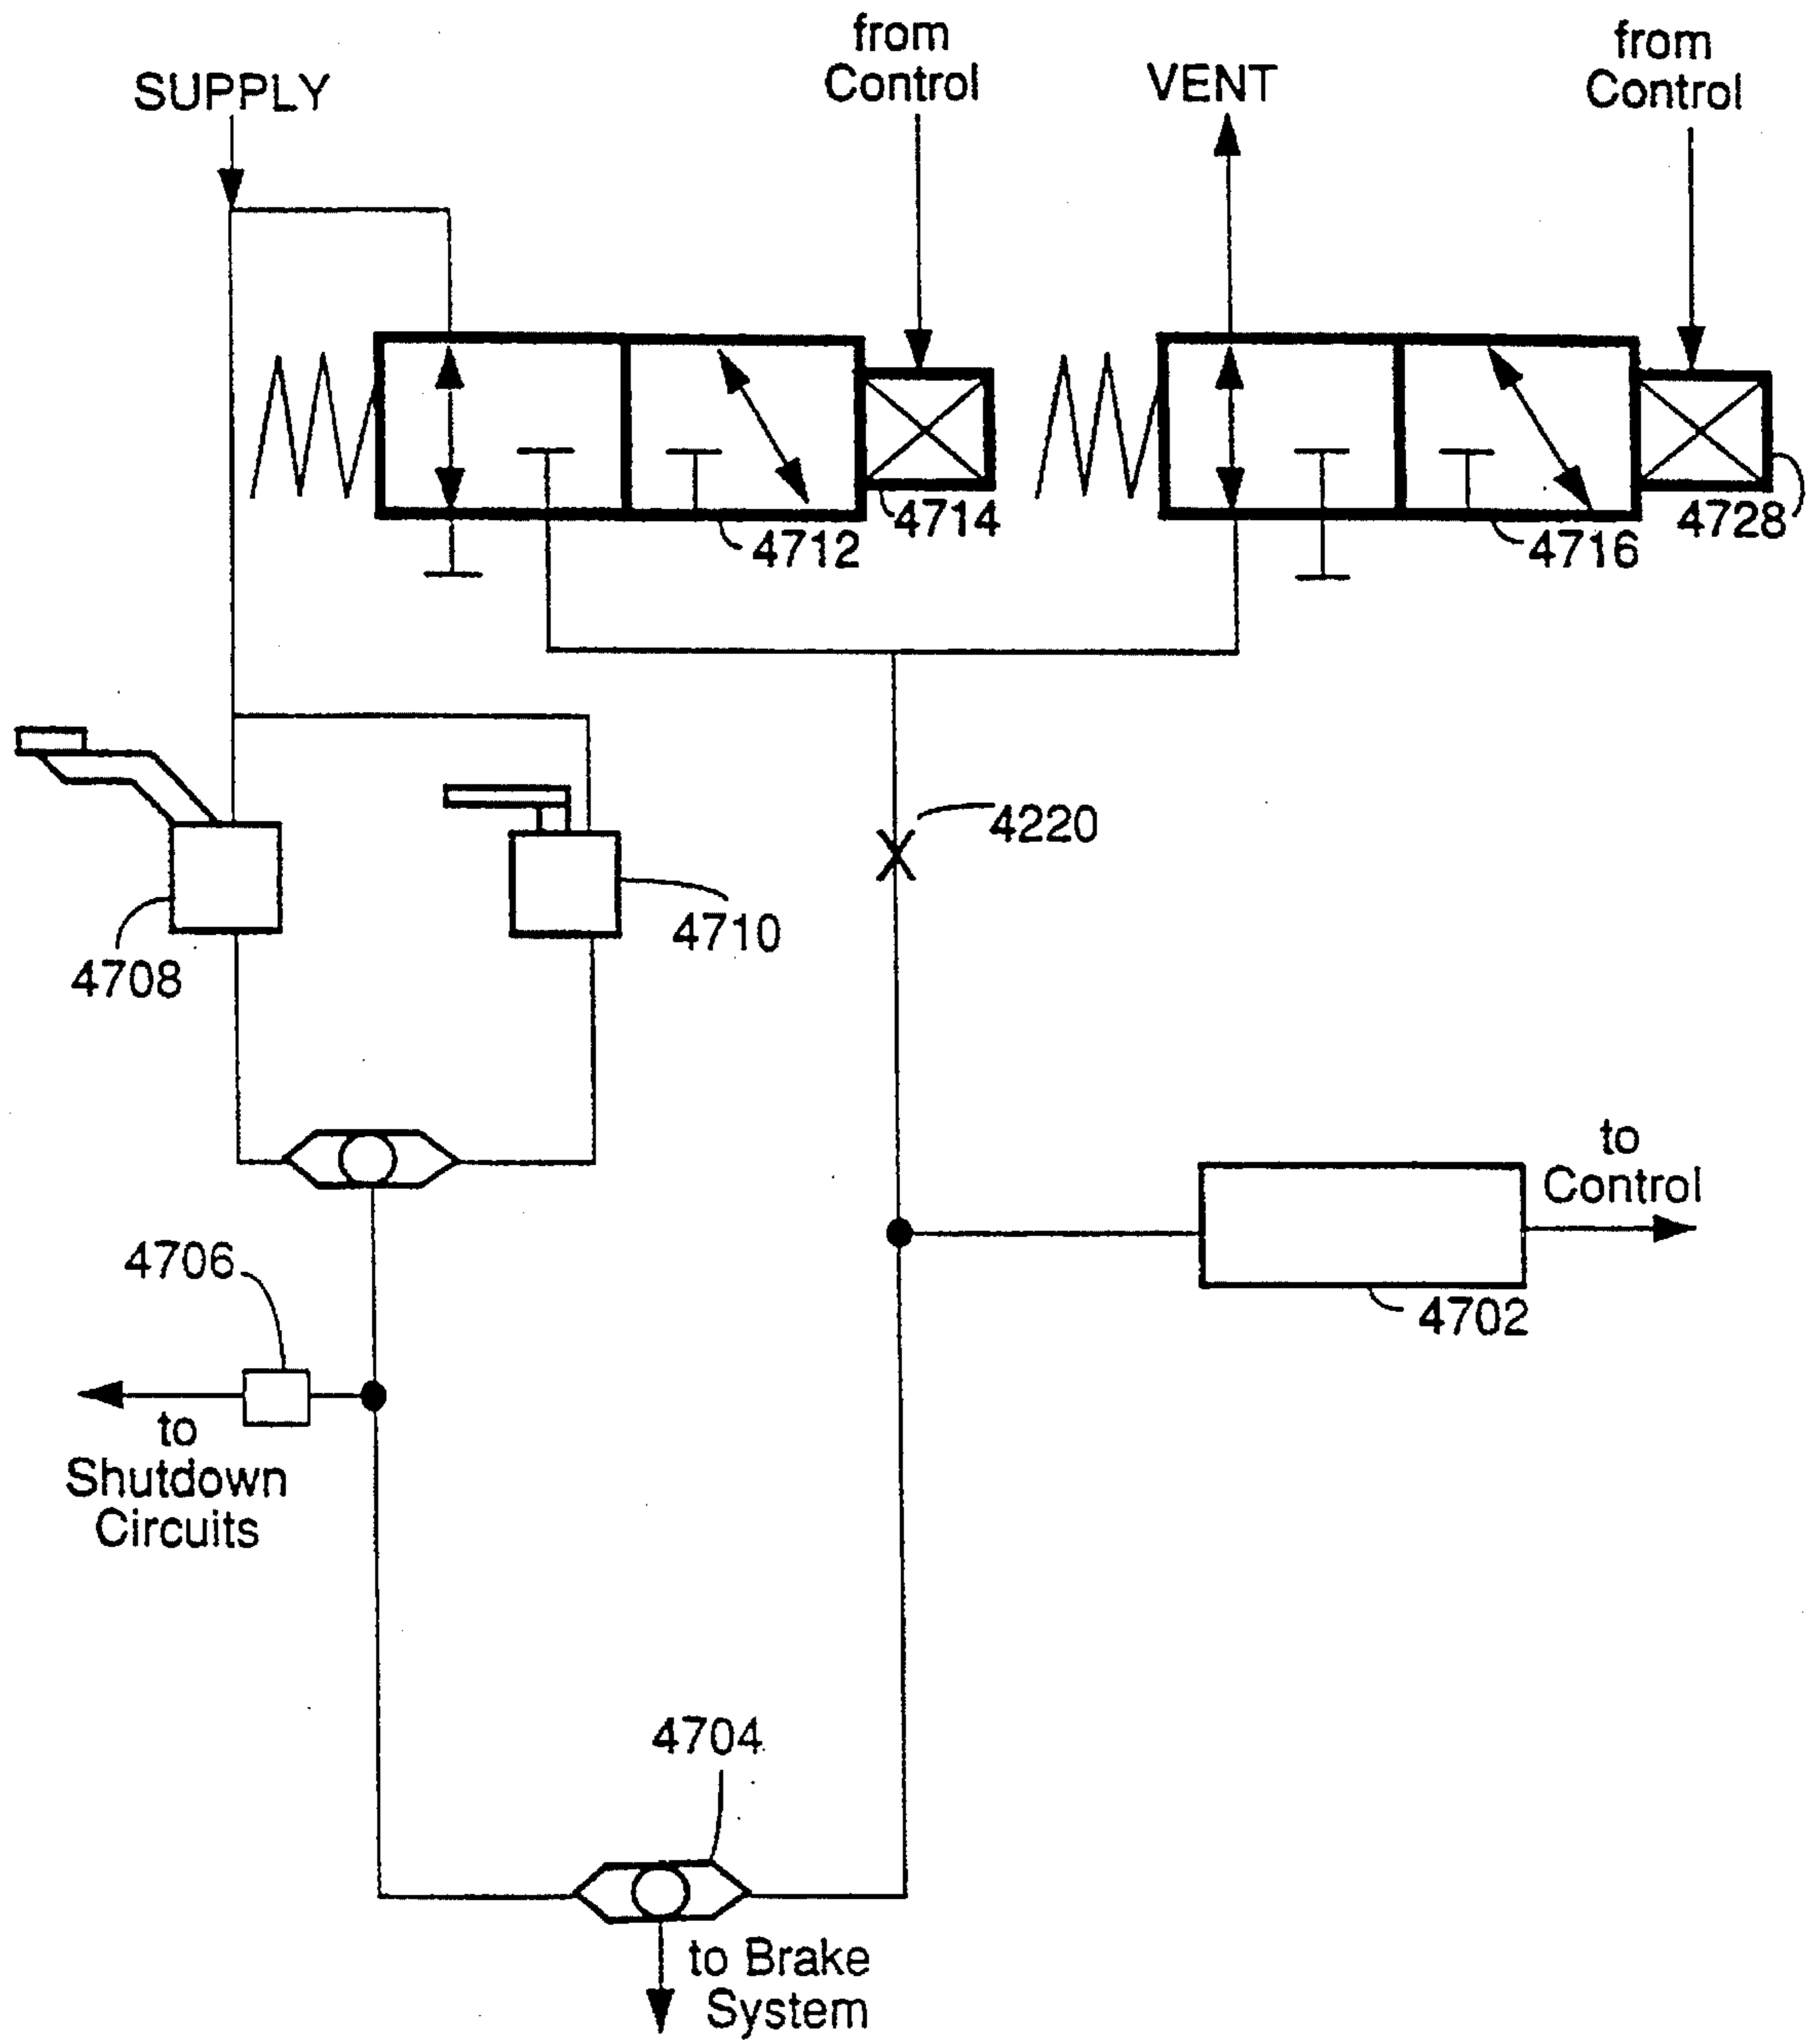 from
Control
from
Control
SUPPLY
VENT
4714
4712
4728
4716
4220
4710
4708
to
Control
4706
4702
to
Shutdown
Circuits
4704
to Brake
System